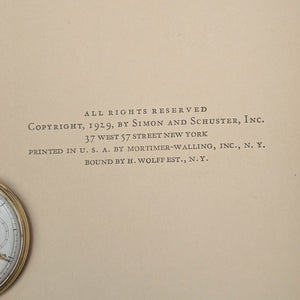 ALL RIGHTS RESERVED
COPYRIGHT, 1929, BY SIMON AND SCHUSTER, INC.
37 WEST 57 STREET NEW YORK
PRINTED IN U. S. A. BY MORTIMER-WALLING, INC., N. Y.
BOUND BY H. WOLFF EST., N. Y.